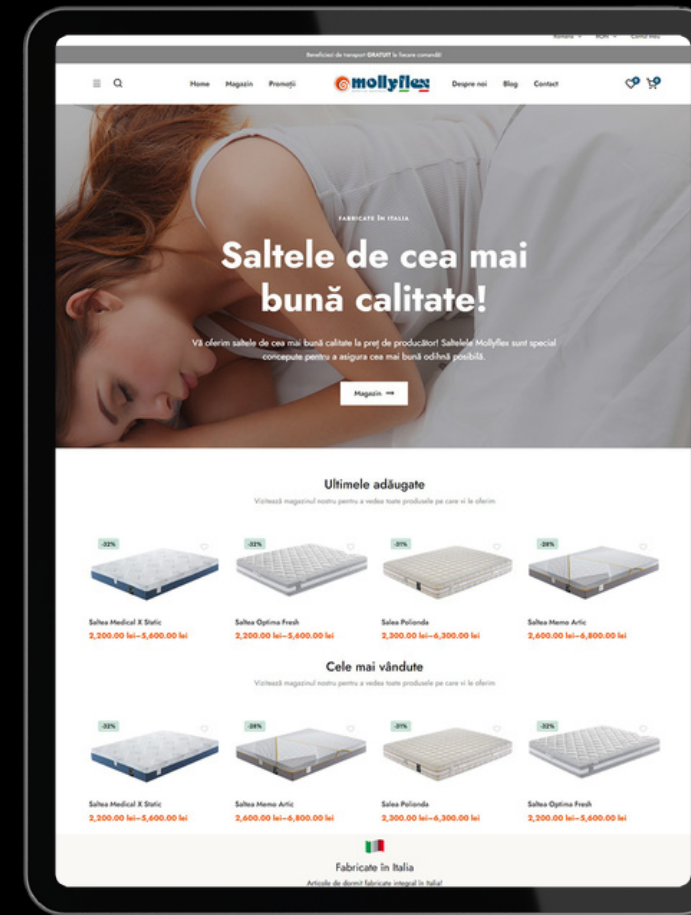 Beneficiezi de transport GRATUIT la fiecare comandă!
Home Magazin Promoții mollyflex Despre noi Blog Contact
FABRICATE ÎN ITALIA
Saltele de cea mai
bună calitate!
Vă oferim saltele de cea mai bună calitate la preț de producător! Saltelele Mollyflex sunt special
concepute pentru a asigura cea mai bună odihnă posibilă.
Magazin
Ultimele adăugate
Vizitează magazinul nostru pentru a vedea toate produsele pe care vi le oferim
-32% -32% -31% -28%
Saltea Medical X Static Saltea Optima Fresh Salea Polionda Saltea Memo Artic
2,200.00 lei–5,600.00 lei 2,200.00 lei–5,600.00 lei 2,300.00 lei–6,300.00 lei 2,600.00 lei–6,800.00 lei
Cele mai vândute
Vizitează magazinul nostru pentru a vedea toate produsele pe care vi le oferim
-32% -28% -31% -32%
Saltea Medical X Static Saltea Memo Artic Salea Polionda Saltea Optima Fresh
2,200.00 lei–5,600.00 lei 2,600.00 lei–6,800.00 lei 2,300.00 lei–6,300.00 lei 2,200.00 lei–5,600.00 lei
Fabricate în Italia
Articole de dormit fabricate integral în Italia!